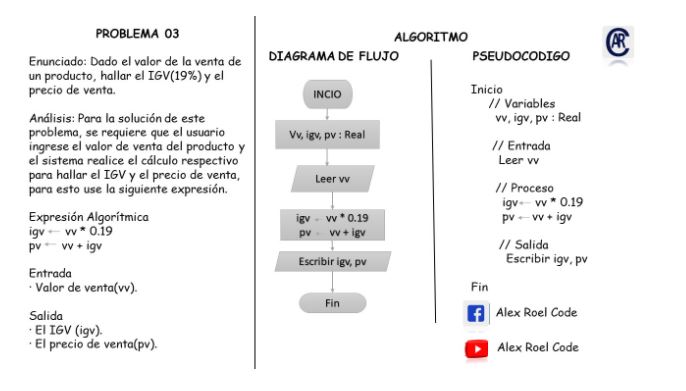 PROBLEMA 03
Enunciado: Dado el valor de la venta de
un producto, hallar el IGV(19%) y el
precio de venta.
Análisis: Para la solución de este
problema, se requiere que el usuario
ingrese el valor de venta del producto y
el sistema realice el cálculo respectivo
para hallar el IGV y el precio de venta,
para esto use la siguiente expresión.
Expresión Algorítmica
igv ← vv * 0.19
pv ← vv + igv
Entrada
· Valor de venta(vv).
Salida
· El IGV (igv).
· El precio de venta(pv).
ALGORITMO
DIAGRAMA DE FLUJO
INCIO
Vv, igv, pv : Real
Leer vv
igv ← vv * 0.19
pv ← vv + igv
Escribir igv, pv
Fin
PSEUDOCODIGO
Inicio
// Variables
vv, igv, pv : Real
// Entrada
Leer vv
// Proceso
igv ← vv * 0.19
pv ← vv + igv
// Salida
Escribir igv, pv
Fin
Alex Roel Code
Alex Roel Code
CAR